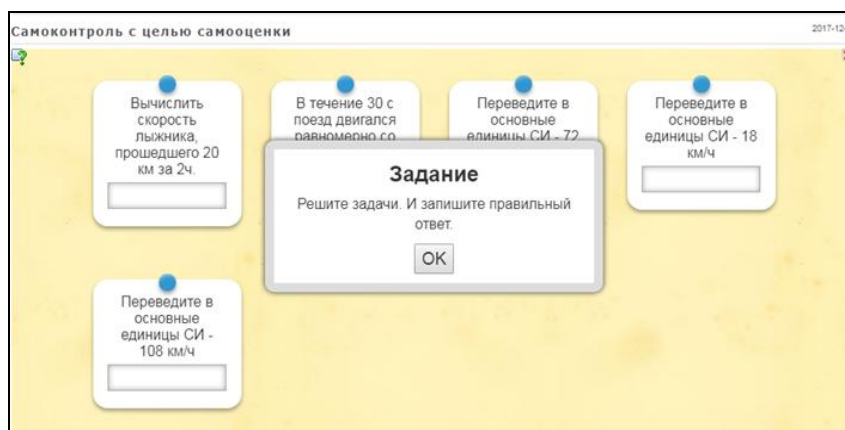 Самоконтроль с целью самооценки
2017-12-
Вычислить
скорость
лыжника,
прошедшего 20
км за 2ч.
В течение 30 с
поезд двигался
равномерно со
Переведите в
основные
единицы СИ - 72
Переведите в
основные
единицы СИ - 18
км/ч
Задание
Решите задачи. И запишите правильный
ответ.
OK
Переведите в
основные
единицы СИ -
108 км/ч